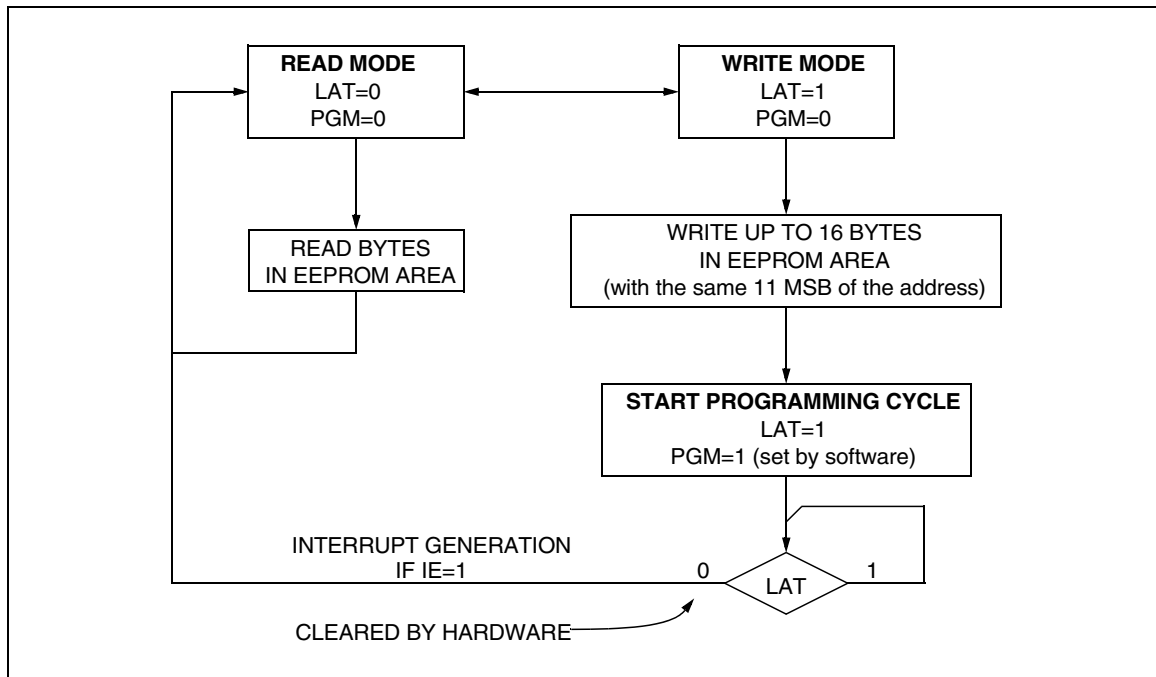 READ MODE
LAT=0
PGM=0
WRITE MODE
LAT=1
PGM=0
READ BYTES
IN EEPROM AREA
WRITE UP TO 16 BYTES
IN EEPROM AREA
(with the same 11 MSB of the address)
START PROGRAMMING CYCLE
LAT=1
PGM=1 (set by software)
INTERRUPT GENERATION
IF IE=1
0
LAT
1
CLEARED BY HARDWARE